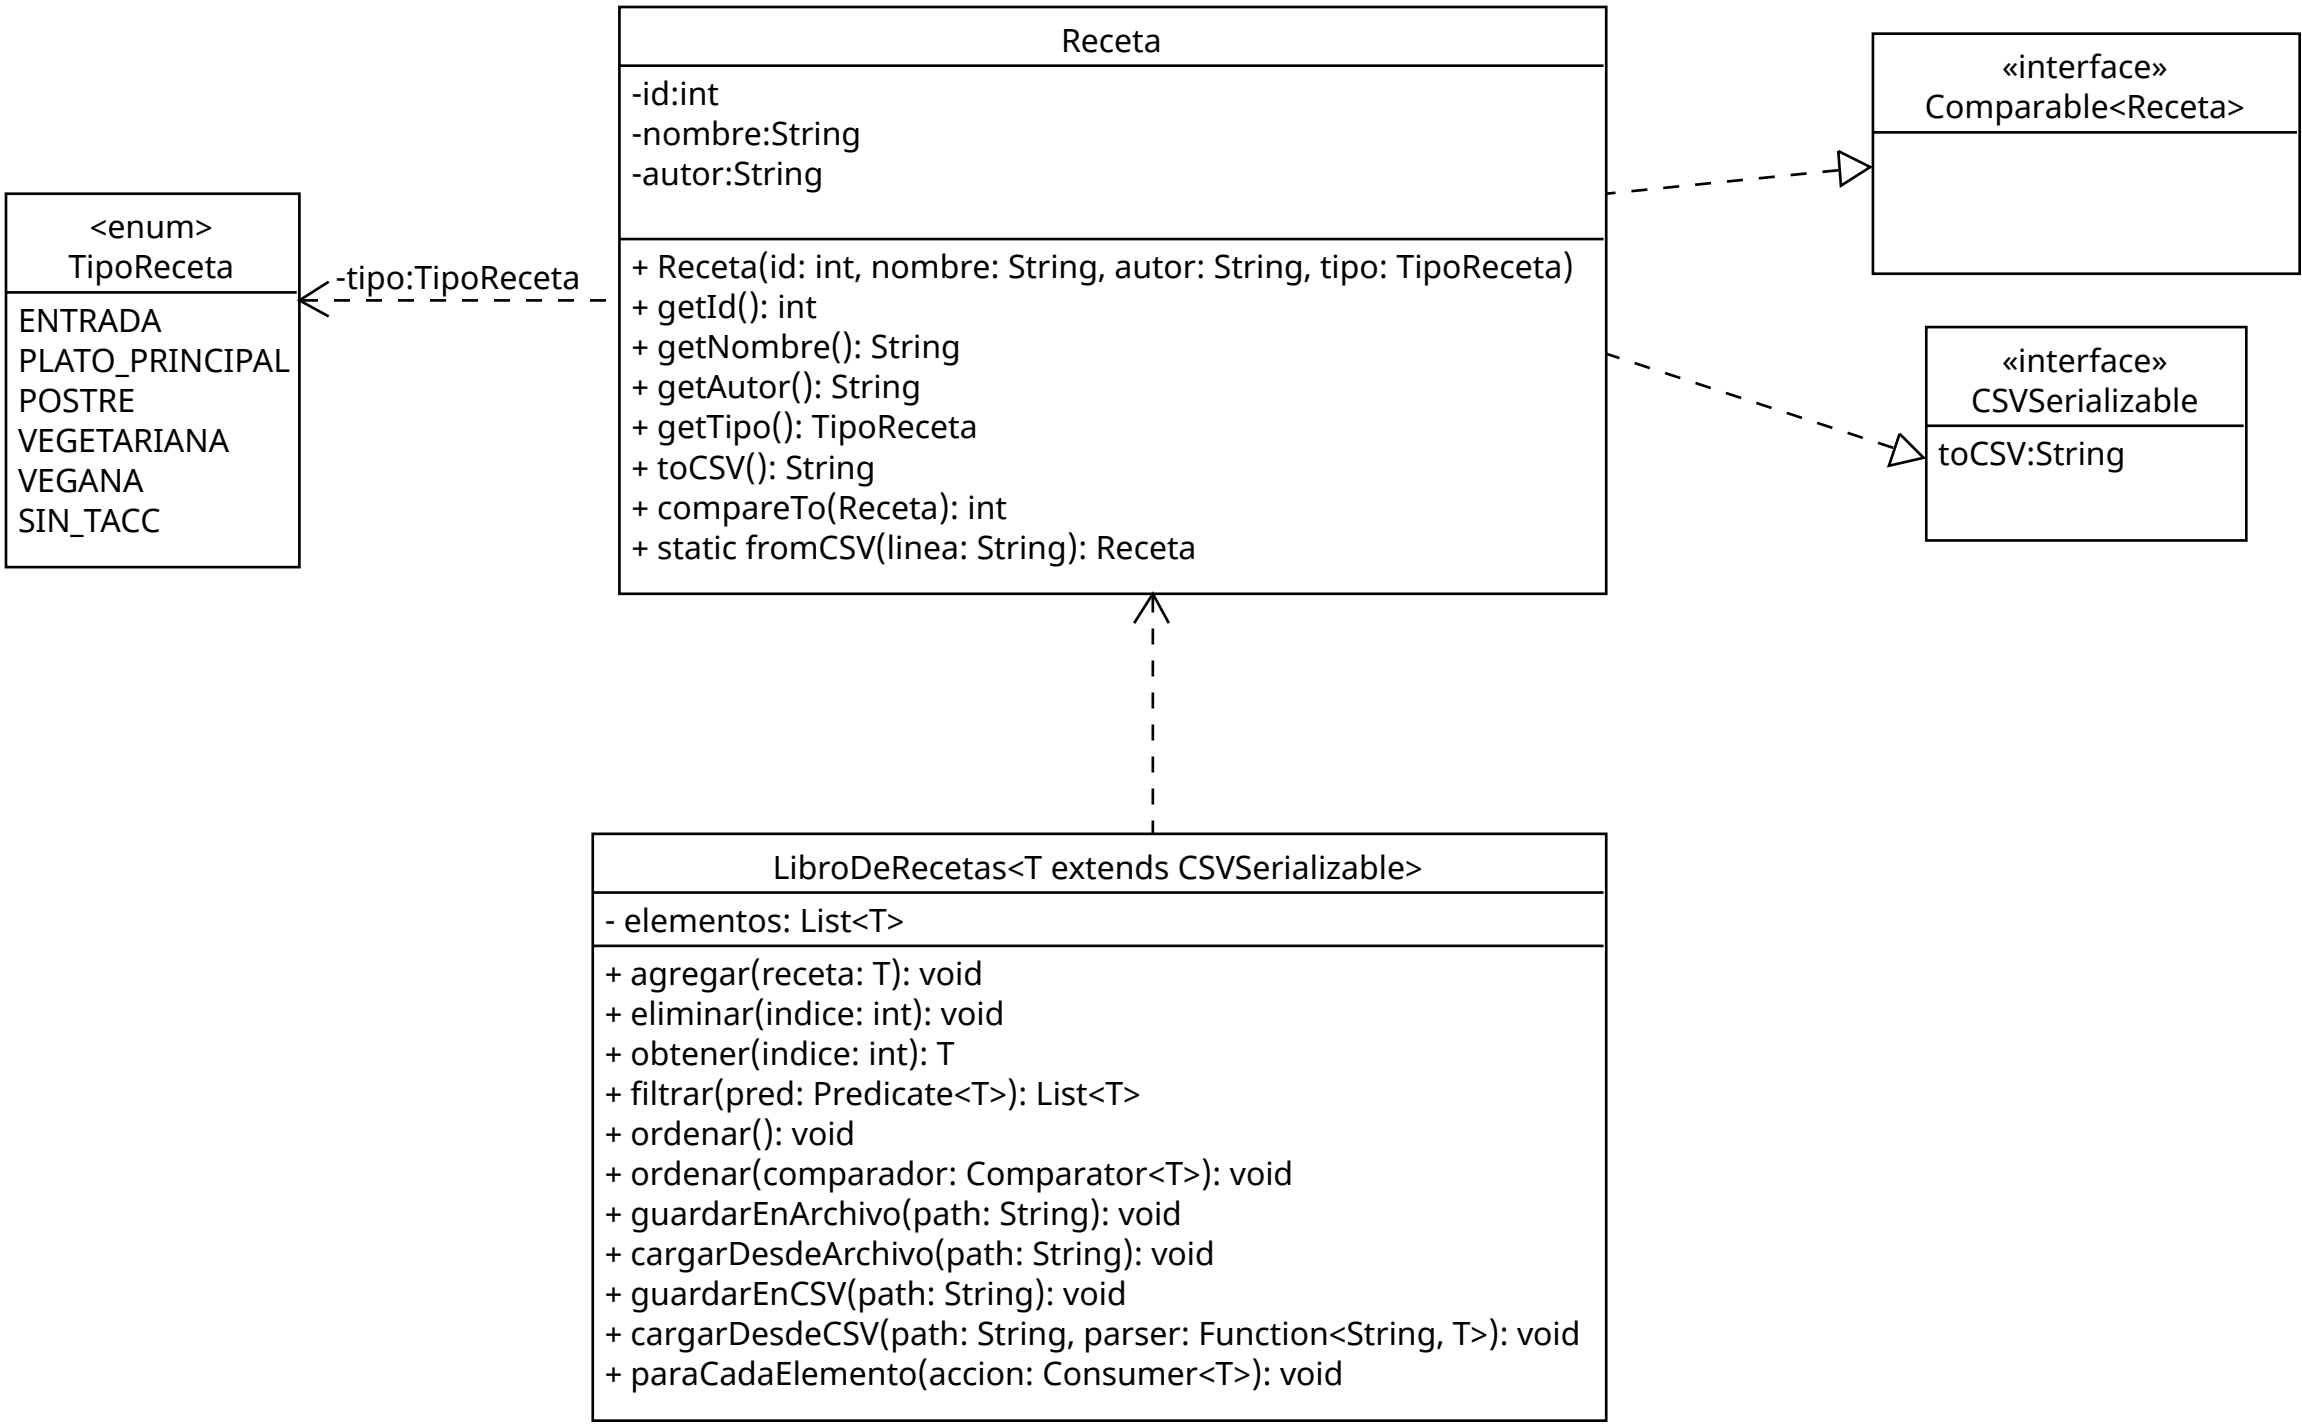 Receta
-id:int
-nombre:String
-autor:String
+ Receta(id: int, nombre: String, autor: String, tipo: TipoReceta)
+ getId(): int
+ getNombre(): String
+ getAutor(): String
+ getTipo(): TipoReceta
+ toCSV(): String
+ compareTo(Receta): int
+ static fromCSV(linea: String): Receta
«interface»
Comparable<Receta>
«interface»
CSVSerializable
toCSV:String
<enum>
TipoReceta
ENTRADA
PLATO_PRINCIPAL
POSTRE
VEGETARIANA
VEGANA
SIN_TACC
-tipo:TipoReceta
LibroDeRecetas<T extends CSVSerializable>
- elementos: List<T>
+ agregar(receta: T): void
+ eliminar(indice: int): void
+ obtener(indice: int): T
+ filtrar(pred: Predicate<T>): List<T>
+ ordenar(): void
+ ordenar(comparador: Comparator<T>): void
+ guardarEnArchivo(path: String): void
+ cargarDesdeArchivo(path: String): void
+ guardarEnCSV(path: String): void
+ cargarDesdeCSV(path: String, parser: Function<String, T>): void
+ paraCadaElemento(accion: Consumer<T>): void